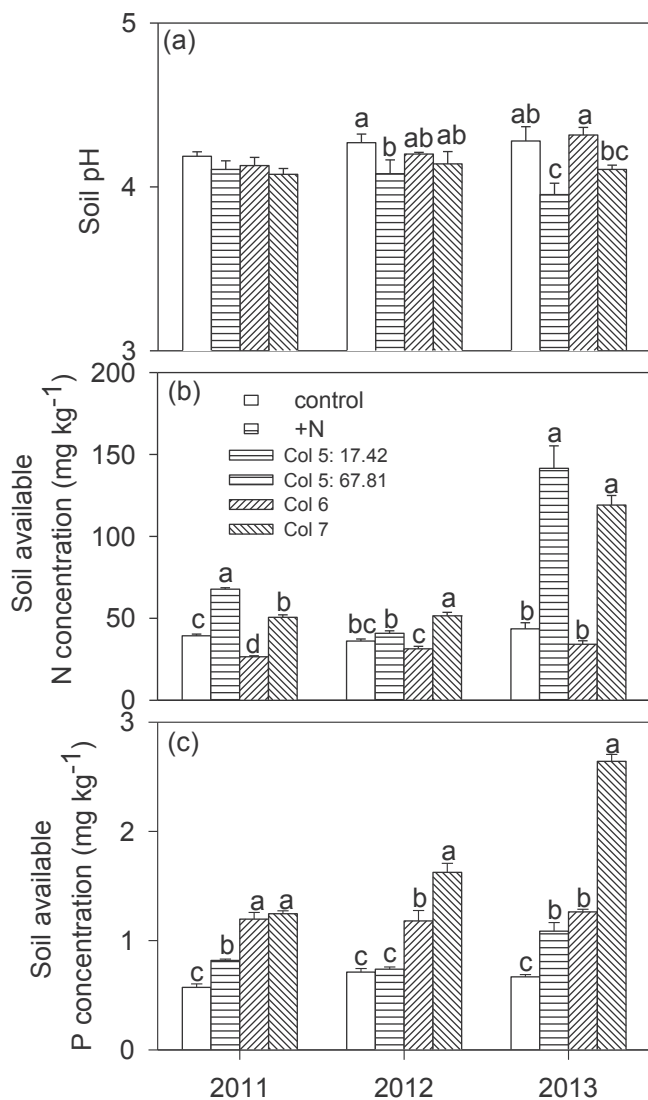 (a)
5
4
3
Soil pH
a
b
ab
ab
ab
c
a
bc
(b)
200
150
100
50
0
Soil available
N concentration (mg kg-1)
control
+N
Col 5: 17.42
Col 5: 67.81
Col 6
Col 7
c
a
d
b
bc
b
c
a
b
a
b
a
(c)
3
2
1
0
Soil available
P concentration (mg kg-1)
c
b
a
a
c
c
b
a
c
b
b
a
2011
2012
2013